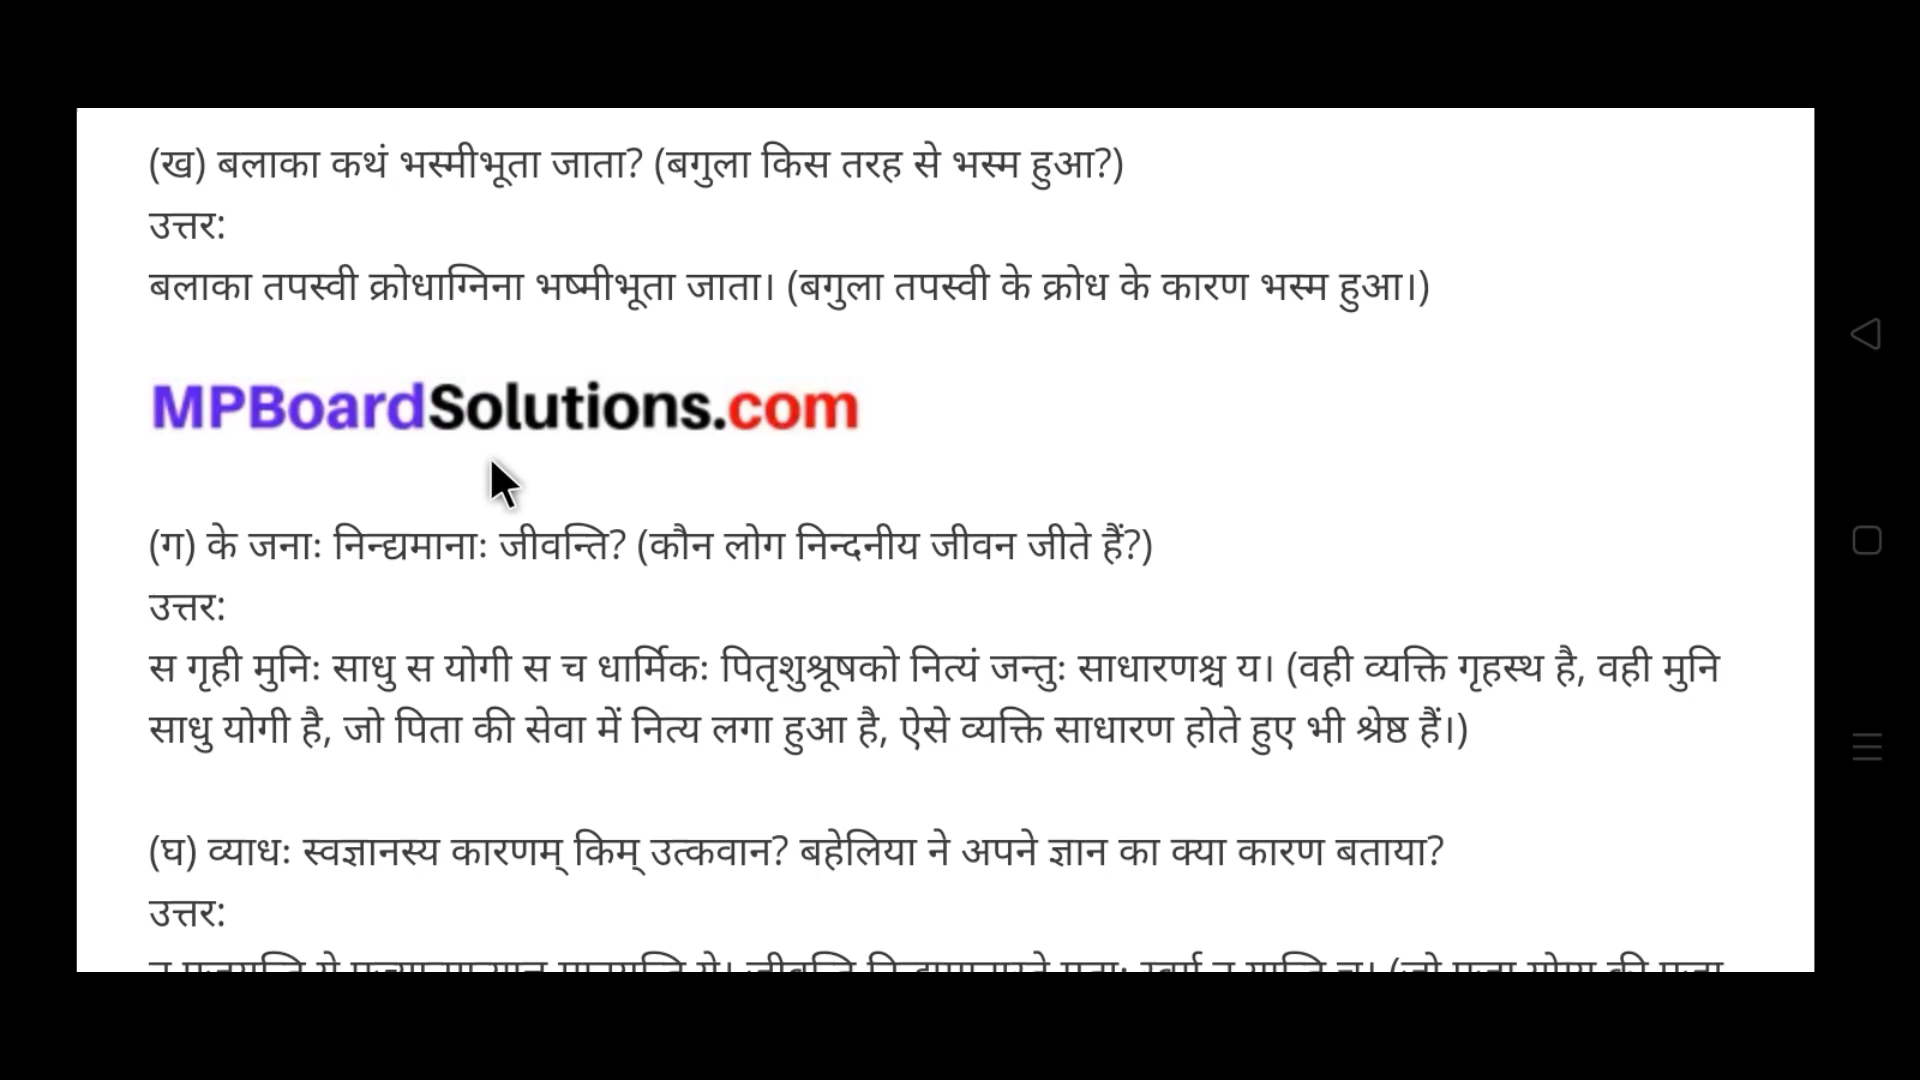 (ख) बलाका कथं भस्मीभूता जाता? (बगुला किस तरह से भस्म हुआ?)
उत्तर:
बलाका तपस्वी क्रोधाग्निना भष्मीभूता जाता। (बगुला तपस्वी के क्रोध के कारण भस्म हुआ।)
MPBoardSolutions.com
(ग) के जनाः निन्द्यमानाः जीवन्ति? (कौन लोग निन्दनीय जीवन जीते हैं?)
उत्तर:
स गृही मुनिः साधु स योगी स च धार्मिकः पितृशुश्रूषको नित्यं जन्तुः साधारणश्च य। (वही व्यक्ति गृहस्थ है, वही मुनि
साधु योगी है, जो पिता की सेवा में नित्य लगा हुआ है, ऐसे व्यक्ति साधारण होते हुए भी श्रेष्ठ हैं।)
(घ) व्याधः स्वज्ञानस्य कारणम् किम् उत्कवान? बहेलिया ने अपने ज्ञान का क्या कारण बताया?
उत्तर: